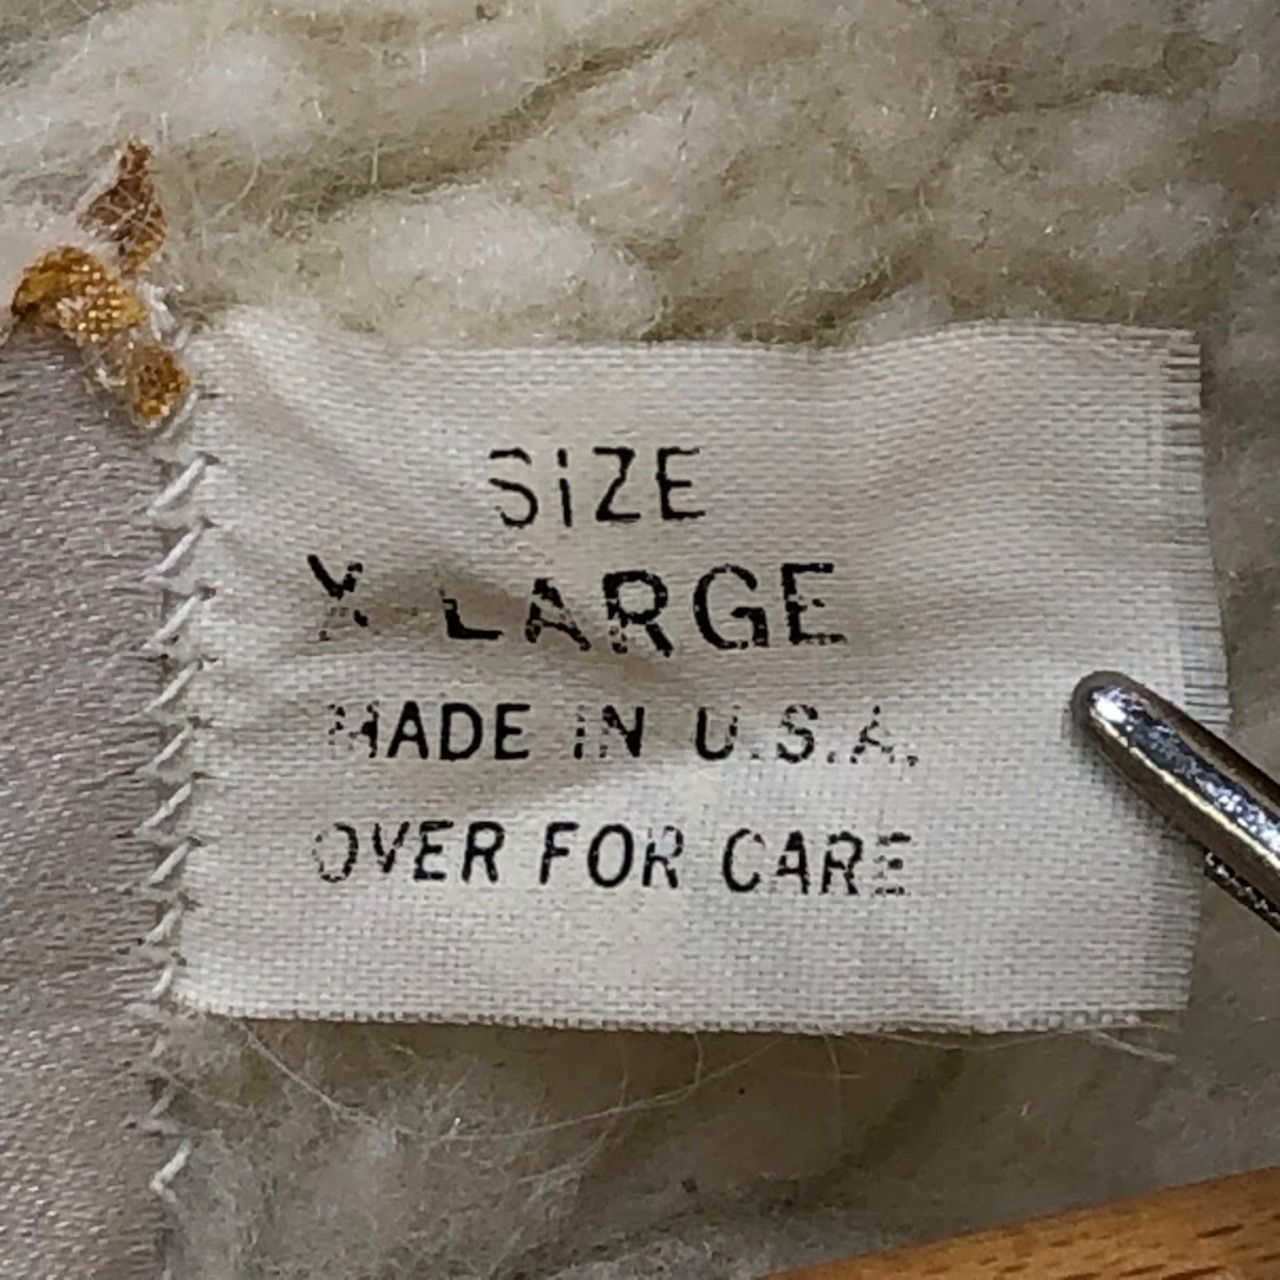 SIZE
X-LARGE
MADE IN U.S.A.
OVER FOR CARE